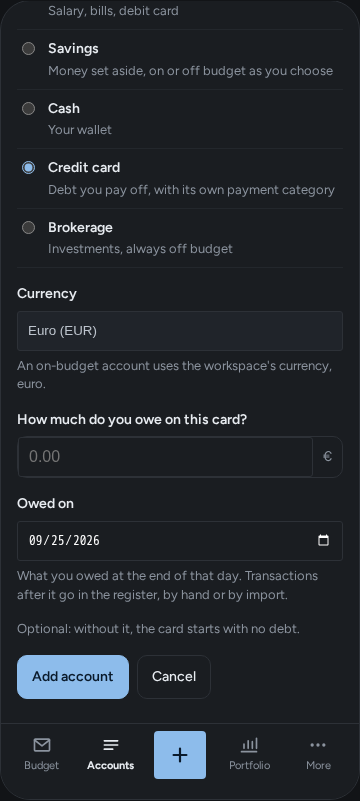 Salary, bills, debit card
Savings
Money set aside, on or off budget as you choose
Cash
Your wallet
Credit card
Debt you pay off, with its own payment category
Brokerage
Investments, always off budget
Currency
Euro (EUR)
An on-budget account uses the workspace's currency,
euro.
How much do you owe on this card?
0.00 €
Owed on
09/25/2026
What you owed at the end of that day. Transactions
after it go in the register, by hand or by import.
Optional: without it, the card starts with no debt.
Add account Cancel
Budget Accounts + Portfolio More